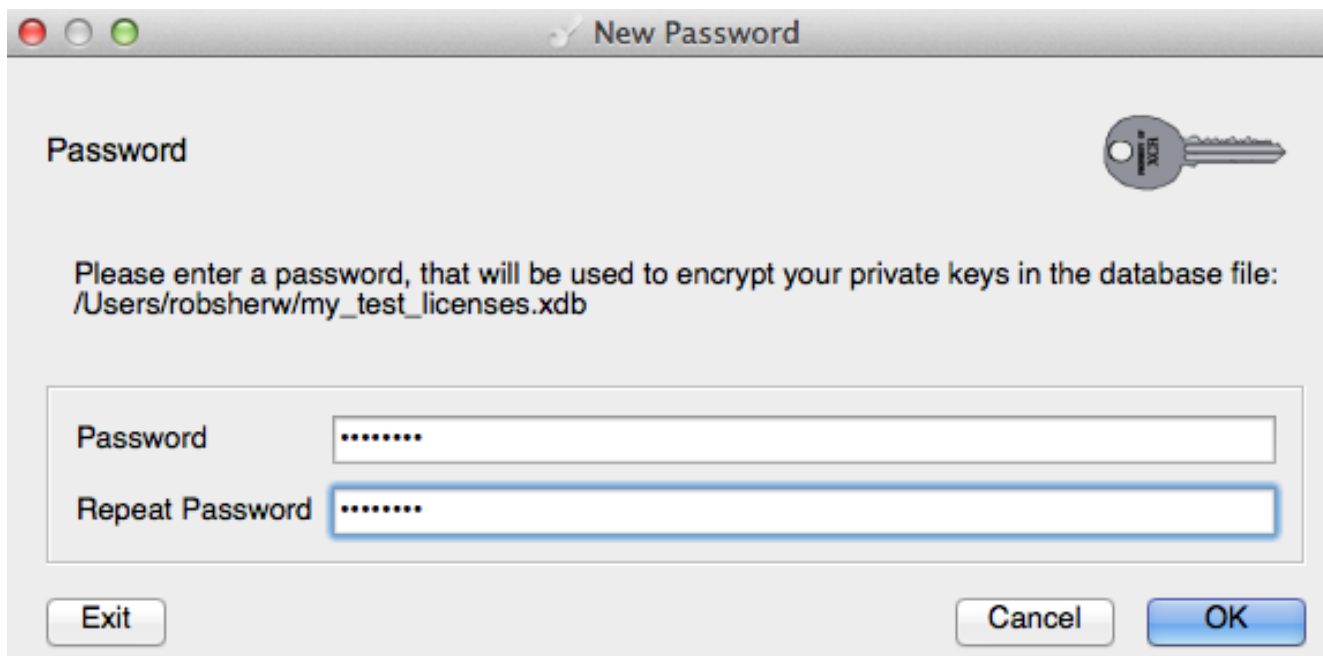 New Password
Password
Please enter a password, that will be used to encrypt your private keys in the database file:
/Users/robsherw/my_test_licenses.xdb
Password ••••••••
Repeat Password ••••••••
Exit Cancel OK